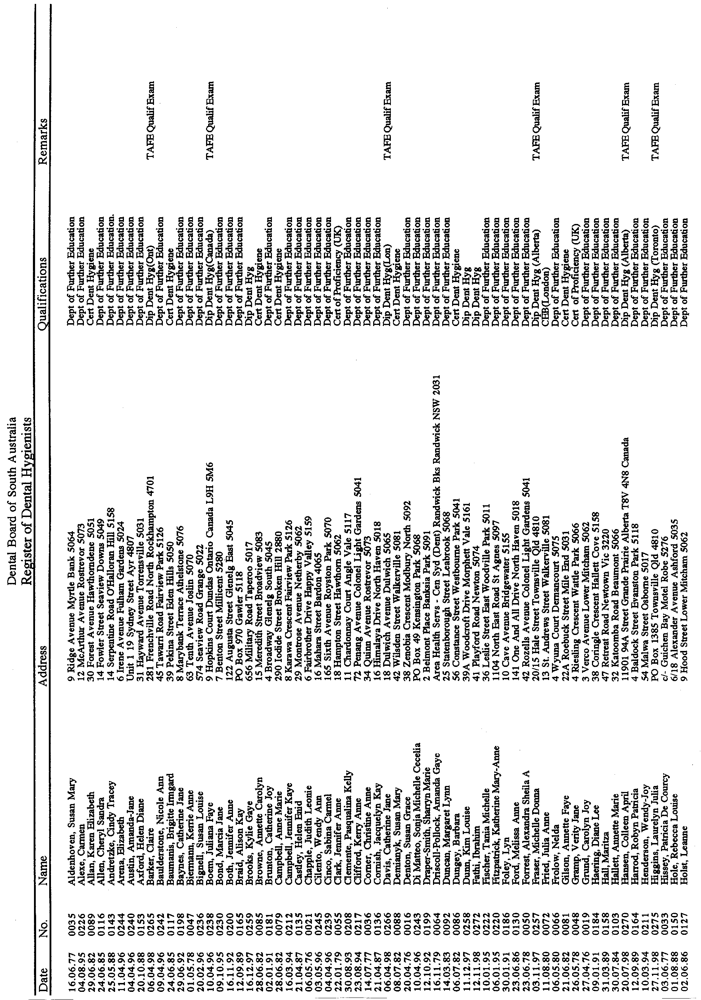 Dental Board of South Australia
Register of Dental Hygienists
Date No. Name Address Qualifications Remarks
16.06.77 0035 Aldenhoven, Susan Mary 9 Ridge Avenue Myrtle Bank 5064 Dept of Further Education
04.08.95 0226 Alexe, Carmen 12 McArthur Avenue Rostrevor 5073 Dept of Further Education
29.06.82 0089 Allan, Karen Elizabeth 30 Forest Avenue Hawthorndene 5051 Cert Dent Hygiene
24.06.85 0116 Allen, Cheryl Sandra 14 Fowler Street Seaview Downs 5049 Dept of Further Education
25.05.88 0143 Andretzke, Cindy Tracey 14 Serpentine Road O'Halloran Hill 5158 Dept of Further Education.
11.04.96 0244 Arena, Elizabeth 6 Irene Avenue Fulham Gardens 5024 Dept of Further Education
04.04.96 0240 Austin, Amanda-Jane Unit 1 19 Sydney Street Ayr 4807 Dept of Further Education
20.10.88 0153 Axford, Helen Diane 31 Hayward Avenue Torrensville 5031 Dept of Further Education
06.04.98 0265 Barker, Claire 281 Frenchville Road North Rockhampton 4701 Dip Dent Hyg(Ont) TAFE Qualif Exam
09.04.96 0242 Baulderstone, Nicole Ann 45 Tawarri Road Fairview Park 5126 Dept of Further Education
24.06.85 0117 Baumanis, Brigitte Irmgard 39 Pekina Street Eden Hills 5050 Cert Dent Hygiene
29.06.92 0198 Baynes, Catherine Jane 8 Marybank Terrace Athelstone 5076 Dept of Further Education
01.05.78 0047 Biermann, Kerrie Anne 63 Tenth Avenue Joslin 5070 Dept of Further Education
20.02.96 0236 Bignell, Susan Louise 574 Seaview Road Grange 5022 Dept of Further Education
10.04.96 0238 Boem, Juliana Faye 9 Hopkins Court Dundas Ontario Canada L9H 5M6 Dip Dent Hyg(Canada) TAFE Qualif Exam
09.10.95 0230 Bond, Marcia Jane 7 Benton Street Millicent 5280 Dept of Further Education
16.11.92 0200 Both, Jennifer Anne 122 Augusta Street Glenelg East 5045 Dept of Further Education
12.09.89 0165 Braid, Alison Kay PO Box 970 Gawler 5118 Dept of Further Education
16.12.97 0259 Brooks, Kylie Gaye 656 Military Road Taperoo 5017 Dip Dent Hyg
28.06.82 0085 Browne, Annette Carolyn 15 Meredith Street Broadview 5083 Cert Dent Hygiene
02.01.91 0181 Brunton, Catherine Joy 4 Broadway Glenelg South 5045 Dept of Further Education
28.06.82 0079 Campbell, Anne Marie 290 Iodide Street Broken Hill 2880 Cert Dent Hygiene
16.03.94 0212 Campbell, Jennifer Kaye 8 Karawa Crescent Fairview Park 5126 Dept of Further Education
21.04.87 0135 Castley, Helen Enid 29 Montrose Avenue Netherby 5062 Dept of Further Education
06.05.76 0021 Chapple, Judith Leonie 6 Fairbrother Drive Happy Valley 5159 Dept of Further Education
03.05.96 0245 Cilento, Wendy Ann 16 Mahara Street Bardon 4065 Dept of Further Education
04.04.96 0239 Cinco, Sabina Carmel 165 Sixth Avenue Royston Park 5070 Dept of Further Education
22.01.79 0055 Clark, Jennifer Anne 18 Hampton Street Hawthorn 5062 Cert of Proficiency (UK)
30.08.93 0208 Clemente, Pasqualina Kelly 11 Chardonnay Court Angle Vale 5117 Dept of Further Education
23.08.94 0217 Clifford, Kerry Anne 72 Penang Avenue Colonel Light Gardens 5041 Dept of Further Education
14.07.77 0036 Corner, Christine Anne 34 Quinn Avenue Rostrevor 5073 Dept of Further Education
21.04.87 0136 Cornish, Jacquelyn Kay 16 Himalaya Drive North Haven 5018 Dept of Further Education
06.04.98 0266 Davis, Catherine Jane 18 Dulwich Avenue Dulwich 5065 Dip Dent Hyg(Lon) TAFE Qualif Exam
08.07.82 0088 Demianyk, Susan Mary 42 Wilsden Street Walkerville 5081 Cert Dent Hygiene
20.04.76 0016 Denton, Susan Grace 38 Zenobia Crescent Modbury North 5092 Dept of Further Education
10.04.96 0243 Di Matteo, Sonja Michelle Cecelia PO Box 49 Kensington Park 5068 Dept of Further Education
12.10.92 0199 Draper-Smith, Sharryn Marie 2 Belmont Place Banksia Park 5091 Dept of Further Education
16.11.79 0064 Driscoll-Pollock, Amanda Gaye Area Health Servs - Cen Syd (Dent) Randwick Bks Randwick NSW 2031 Dept of Further Education
14.03.83 0092 Duncan, Margaret Lynn 25 Statenborough Street Leabrook 5068 Dept of Further Education
06.07.82 0086 Dungey, Barbara 56 Constance Street Westbourne Park 5041 Cert Dent Hygiene
11.12.97 0258 Dunn, Kim Louise 39A Woodcroft Drive Morphett Vale 5161 Dip Dent Hyg
12.11.98 0272 Fathi, Ibrahim 41 Playford Road Newton 5074 Dip Dent Hyg
10.01.95 0222 Fischer, Tania Michelle 36 Leslie Street East Woodville Park 5011 Dept of Further Education
06.01.95 0220 Fitzpatrick, Katherine Mary-Anne 1104 North East Road St Agnes 5097 Dept of Further Education
30.01.91 0186 Foley, Lyn 10 Cave Avenue Bridgewater 5155 Dept of Further Education
23.06.86 0130 Ford, Melissa Anne 141 One And All Drive North Haven 5018 Dept of Further Education
23.06.78 0050 Forrest, Alexandra Sheila A 42 Rozells Avenue Colonel Light Gardens 5041 Dept of Further Education
03.11.97 0257 Fraser, Michelle Donna 20/15 Hale Street Townsville Qld 4810 Dip Dent Hyg (Alberta) TAFE Qualif Exam
11.08.80 0072 Fried, Julia Anne 13 St. Andrews Street Walkerville 5081 CEB(London)
06.05.80 0066 Frolow, Nelda 4 Wyuna Court Dernancourt 5075 Dept of Further Education
21.06.82 0081 Gilson, Annette Faye 22A Roebuck Street Mile End 5031 Cert Dent Hygiene
26.05.78 0048 Gramp, Verity Jane 4 Riesling Crescent Wattle Park 5066 Cert of Proficiency (UK)
27.04.76 0019 Grund, Carolyn Joy 3 Verco Avenue Lower Mitcham 5062 Dept of Further Education
09.01.91 0184 Haering, Diane Lee 38 Coringle Crescent Hallett Cove 5158 Dept of Further Education
31.03.89 0158 Hall, Maritza 47 Retreat Road Newtown Vic 3220 Dept of Further Education
30.07.84 0103 Hallett, Annette Marie 32 Katoomba Road Beaumont 5066 Dept of Further Education
20.07.98 0270 Hansen, Colleen April 11901 94A Street Grande Prairie Alberta T8V 4N8 Canada Dip Dent Hyg (Alberta) TAFE Qualif Exam
12.09.89 0164 Harrod, Robyn Patricia 4 Baldock Street Evanston Park 5118 Dept of Further Education
10.03.94 0211 Henderson, Wendy-Joy 54 Malwa Street Osborne 5017 Dept of Further Education
27.11.98 0275 Higgins, Laurelyn Julia PO Box 1385 Townsville Qld 4810 Dip Dent Hyg (Toronto) TAFE Qualif Exam
03.06.77 0033 Hissey, Patricia De Courcy c/- Guichen Bay Motel Robe 5276 Dept of Further Education
01.08.88 0150 Hole, Rebecca Louise 6/18 Alexander Avenue Ashford 5035 Dept of Further Education
02.06.86 0127 Holst, Leanne 9 Hood Street Lower Mitcham 5062 Dept of Further Education